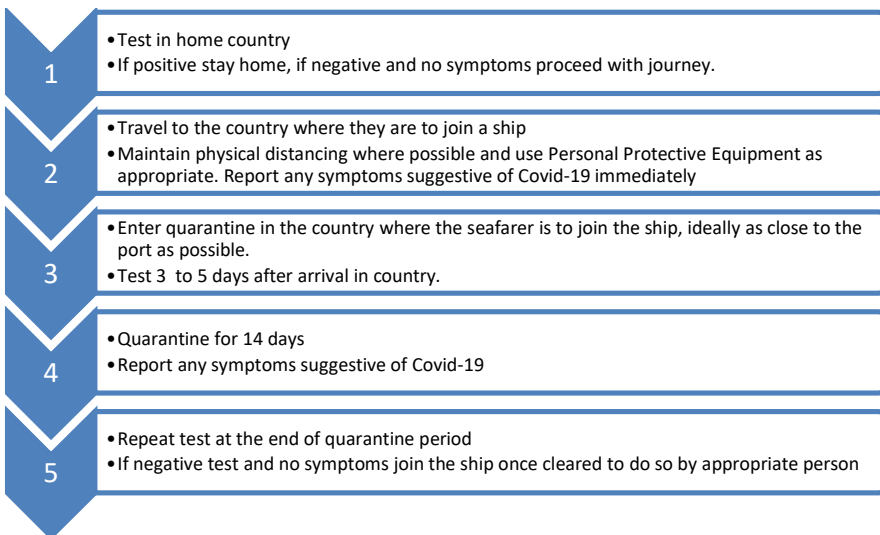 1
•Test in home country
•If positive stay home, if negative and no symptoms proceed with journey.
2
•Travel to the country where they are to join a ship
•Maintain physical distancing where possible and use Personal Protective Equipment as
appropriate. Report any symptoms suggestive of Covid-19 immediately
3
•Enter quarantine in the country where the seafarer is to join the ship, ideally as close to the
port as possible.
•Test 3 to 5 days after arrival in country.
4
•Quarantine for 14 days
•Report any symptoms suggestive of Covid-19
5
•Repeat test at the end of quarantine period
•If negative test and no symptoms join the ship once cleared to do so by appropriate person